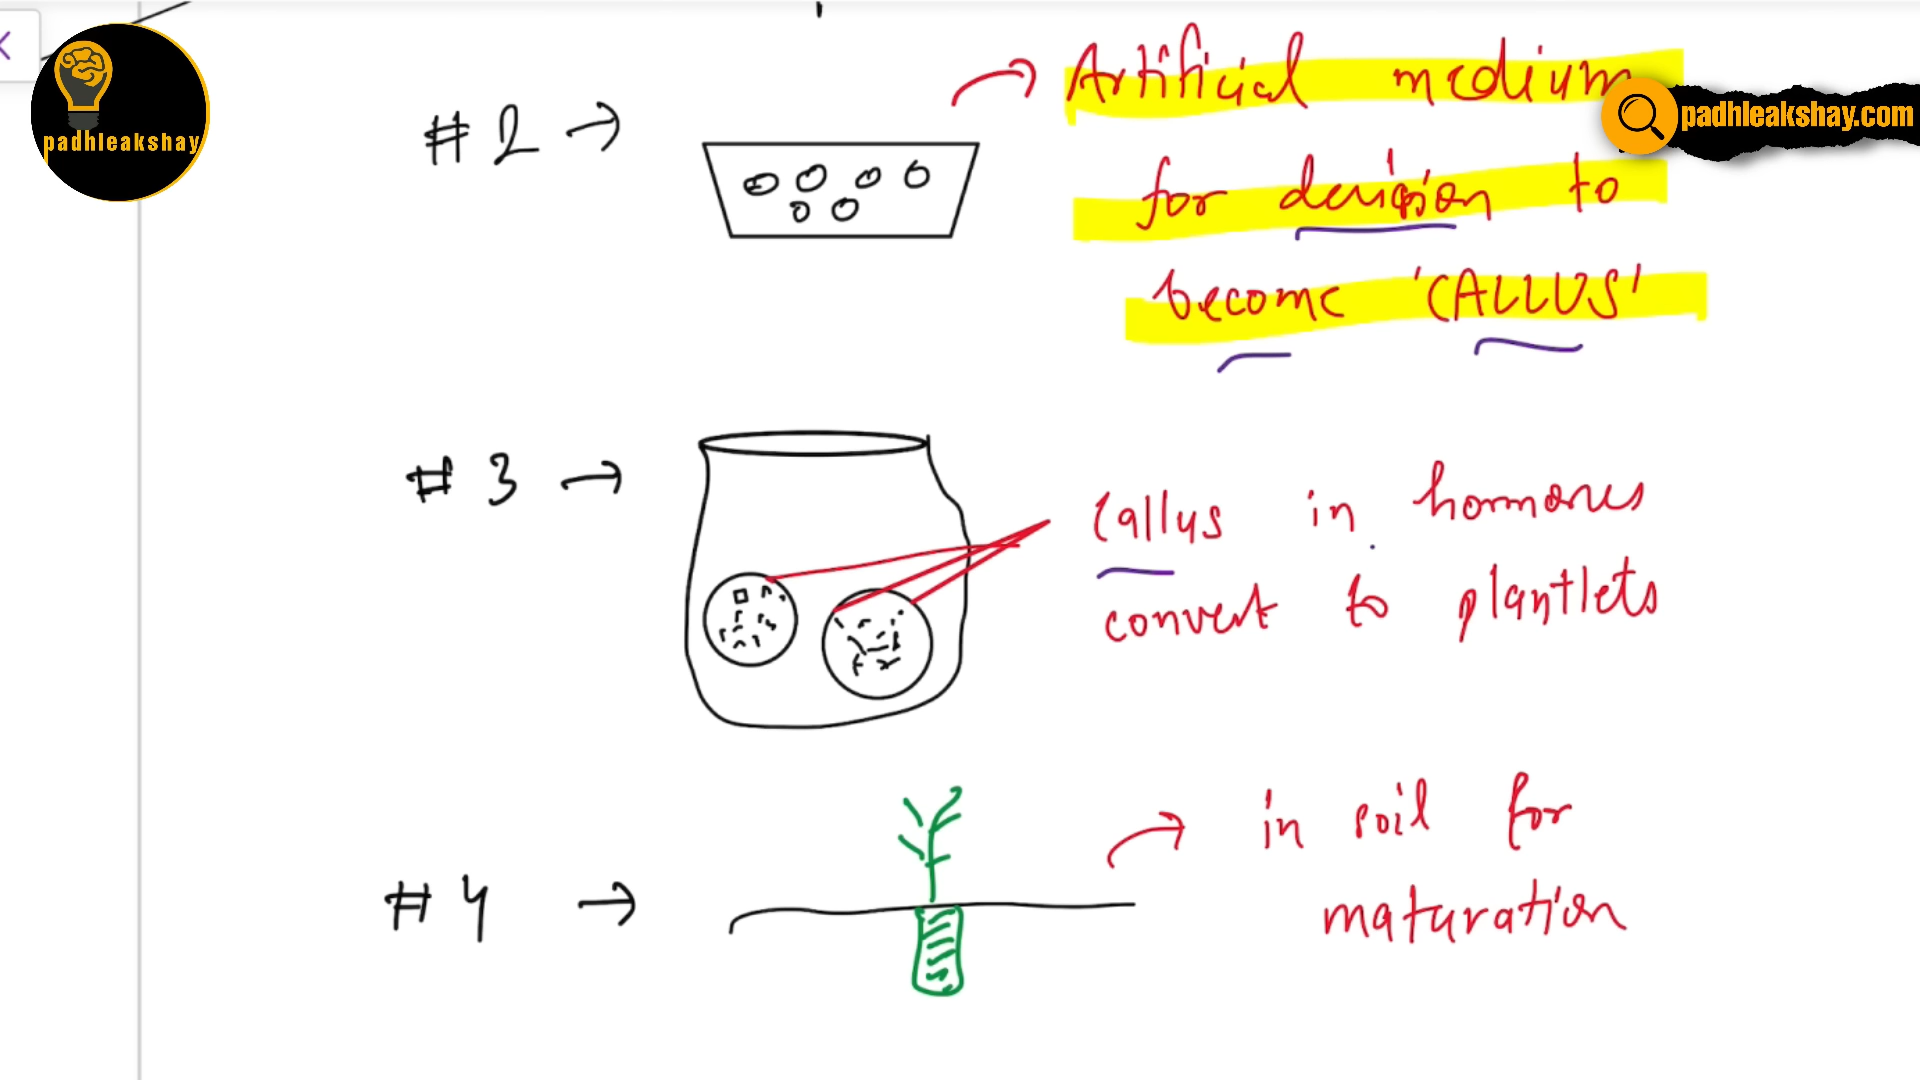 padhleakshay
padhleakshay.com
#2 → Artificial medium
for division to
become 'CALLUS'
#3 → Callus in hormones
convert to plantlets
#4 → in soil for
maturation